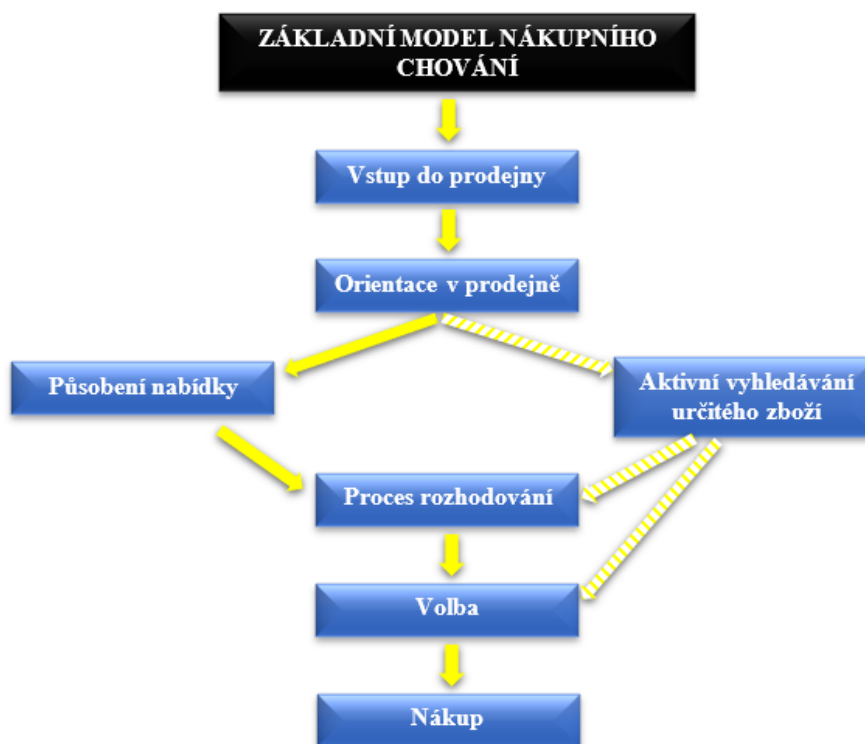 ZÁKLADNÍ MODEL NÁKUPNÍHO
CHOVÁNÍ
Vstup do prodejny
Orientace v prodejně
Působení nabídky
Aktivní vyhledávání
určitého zboží
Proces rozhodování
Volba
Nákup